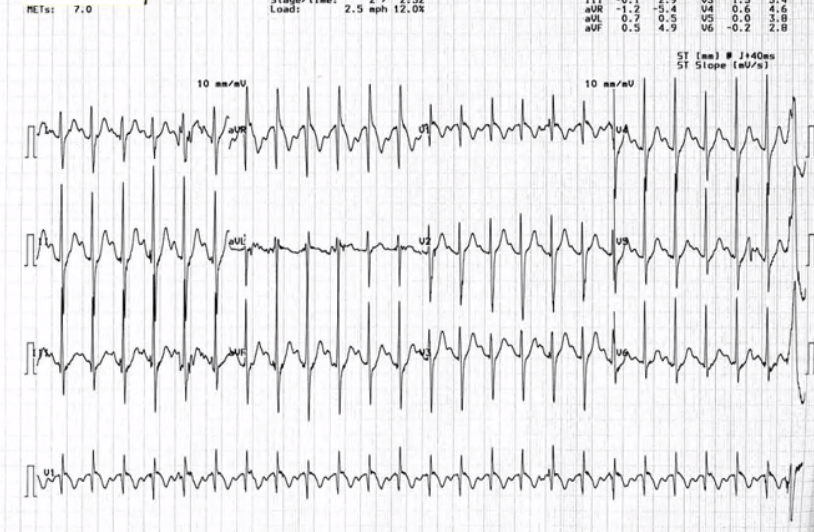 METs: 7.0
Load: 2.5 mph 12.0%
aVR -1.2 -5.4 V4 0.6 4.6
aVL 0.7 0.5 V5 0.0 3.8
aVF 0.5 4.9 V6 -0.2 2.8
ST [mm] @ J+40ms
ST Slope [mV/s]
10 mm/mV
10 mm/mV
aVR
V4
aVL
V2
V5
aVF
V3
V6
V1